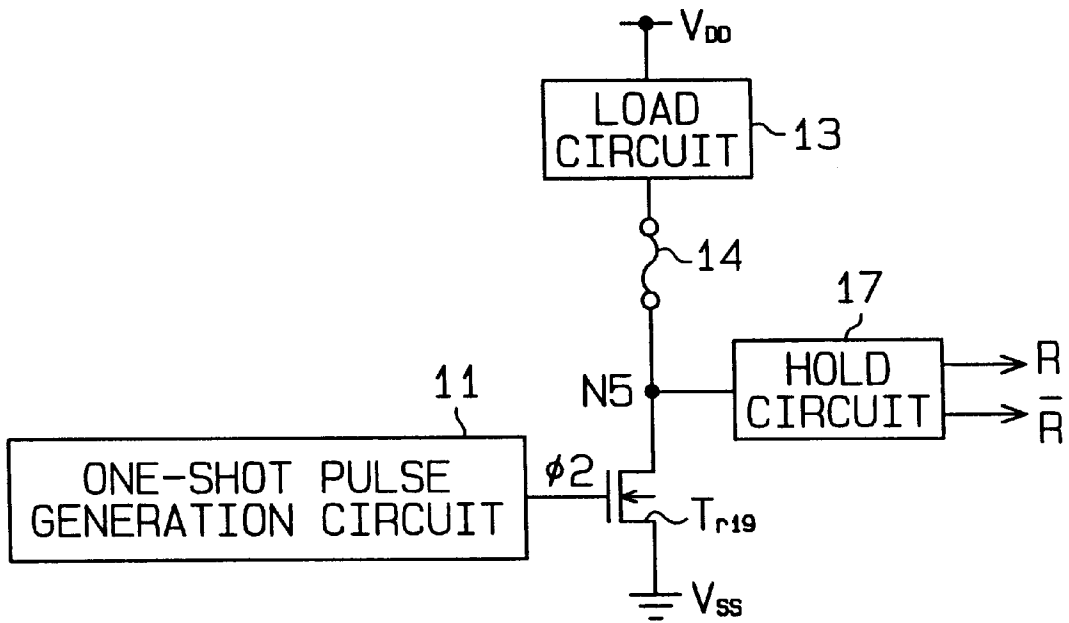 VDD
LOAD
CIRCUIT
13
14
17
HOLD
CIRCUIT
R
R̅
N5
11
ONE-SHOT PULSE
GENERATION CIRCUIT
φ2
Tr19
VSS